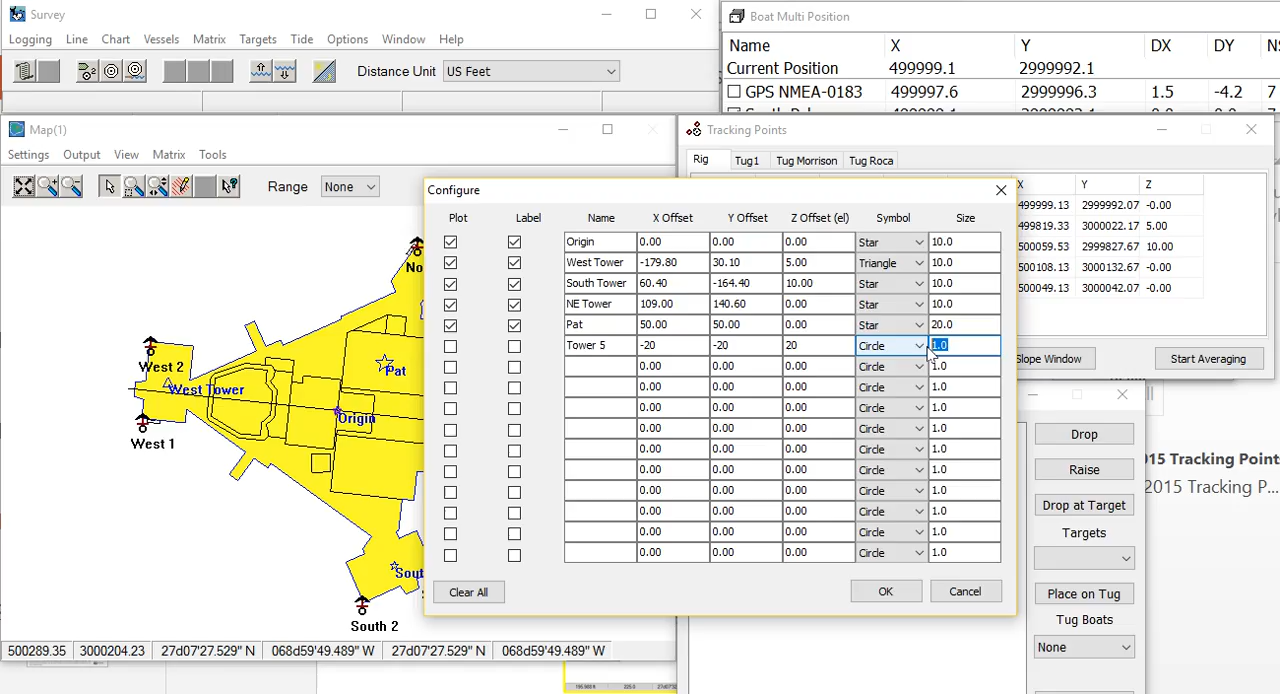 Survey
Logging Line Chart Vessels Matrix Targets Tide Options Window Help
Distance Unit US Feet
Boat Multi Position
Name X Y DX DY NS
Current Position 499999.1 2999992.1
GPS NMEA-0183 499997.6 2999996.3 1.5 -4.2 7
Map(1)
Settings Output View Matrix Tools
Range None
West 2
West Tower
West 1
Pat
Origin
No
Sout
South 2
500289.35 3000204.23 27d07'27.529" N 068d59'49.489" W 27d07'27.529" N 068d59'49.489" W
Tracking Points
Rig Tug1 Tug Morrison Tug Roca
X Y Z
499999.13 2999992.07 -0.00
499819.33 3000022.17 5.00
500059.53 2999827.67 10.00
500108.13 3000132.67 -0.00
500049.13 3000042.07 -0.00
Slope Window Start Averaging
Configure
Plot Label Name X Offset Y Offset Z Offset (el) Symbol Size
Origin 0.00 0.00 0.00 Star 10.0
West Tower -179.80 30.10 5.00 Triangle 10.0
South Tower 60.40 -164.40 10.00 Star 10.0
NE Tower 109.00 140.60 0.00 Star 10.0
Pat 50.00 50.00 0.00 Star 20.0
Tower 5 -20 -20 20 Circle 1.0
0.00 0.00 0.00 Circle 1.0
0.00 0.00 0.00 Circle 1.0
0.00 0.00 0.00 Circle 1.0
0.00 0.00 0.00 Circle 1.0
0.00 0.00 0.00 Circle 1.0
0.00 0.00 0.00 Circle 1.0
0.00 0.00 0.00 Circle 1.0
0.00 0.00 0.00 Circle 1.0
0.00 0.00 0.00 Circle 1.0
0.00 0.00 0.00 Circle 1.0
Clear All OK Cancel
Drop
Raise
Drop at Target
Targets
Place on Tug
Tug Boats
None
015 Tracking Point
2015 Tracking P...